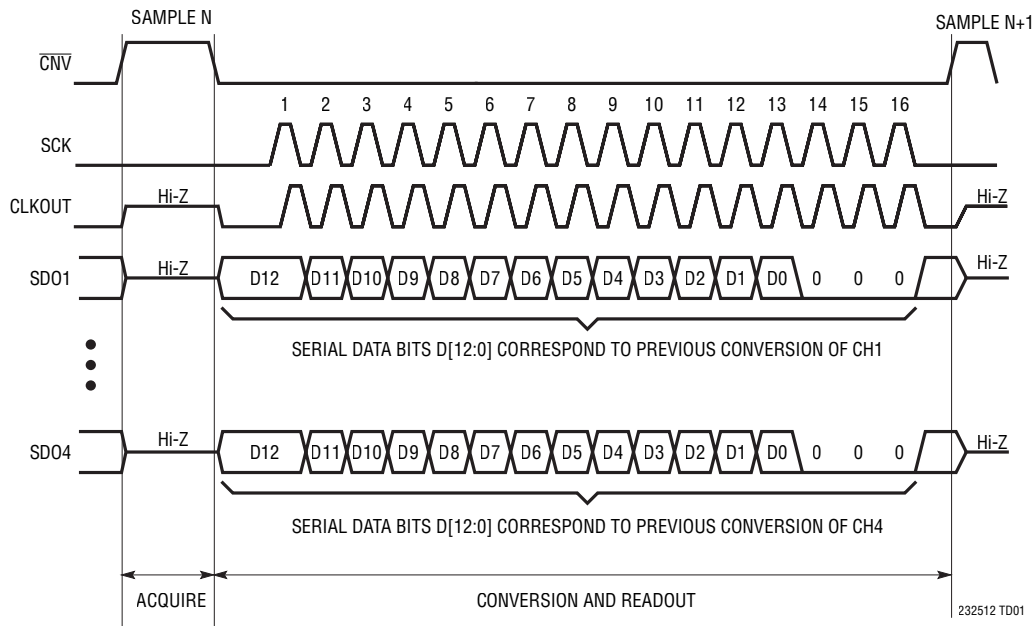 SAMPLE N
SAMPLE N+1
CNV
1 2 3 4 5 6 7 8 9 10 11 12 13 14 15 16
SCK
CLKOUT Hi-Z Hi-Z
SDO1 Hi-Z D12 D11 D10 D9 D8 D7 D6 D5 D4 D3 D2 D1 D0 0 0 0 Hi-Z
SERIAL DATA BITS D[12:0] CORRESPOND TO PREVIOUS CONVERSION OF CH1
SDO4 Hi-Z D12 D11 D10 D9 D8 D7 D6 D5 D4 D3 D2 D1 D0 0 0 0 Hi-Z
SERIAL DATA BITS D[12:0] CORRESPOND TO PREVIOUS CONVERSION OF CH4
ACQUIRE CONVERSION AND READOUT
232512 TD01